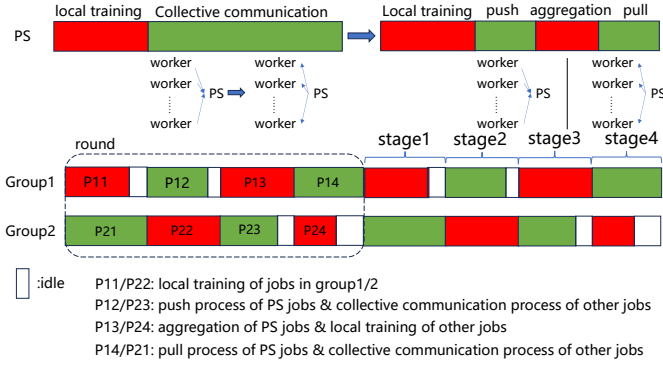 local training Collective communication
Local training push aggregation pull
PS
worker worker worker worker
worker PS worker PS worker PS worker PS
worker worker worker worker
round stage1 stage2 stage3 stage4
Group1 P11 P12 P13 P14
Group2 P21 P22 P23 P24
:idle
P11/P22: local training of jobs in group1/2
P12/P23: push process of PS jobs & collective communication process of other jobs
P13/P24: aggregation of PS jobs & local training of other jobs
P14/P21: pull process of PS jobs & collective communication process of other jobs